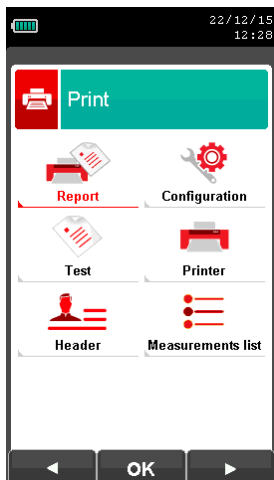 22/12/15
12:28
Print
Report
Configuration
Test
Printer
Header
Measurements list
OK